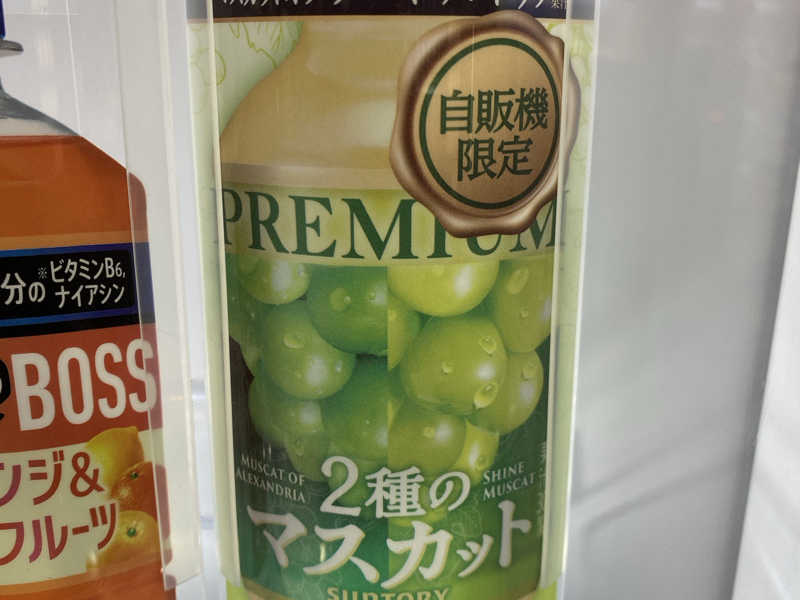 自販機
限定
PREMIUM
MUSCAT OF
ALEXANDRIA
SHINE
MUSCAT
2種の
マスカット
SUNTORY
分の ※ビタミンB6,
ナイアシン
BOSS
ンジ&
フルーツ